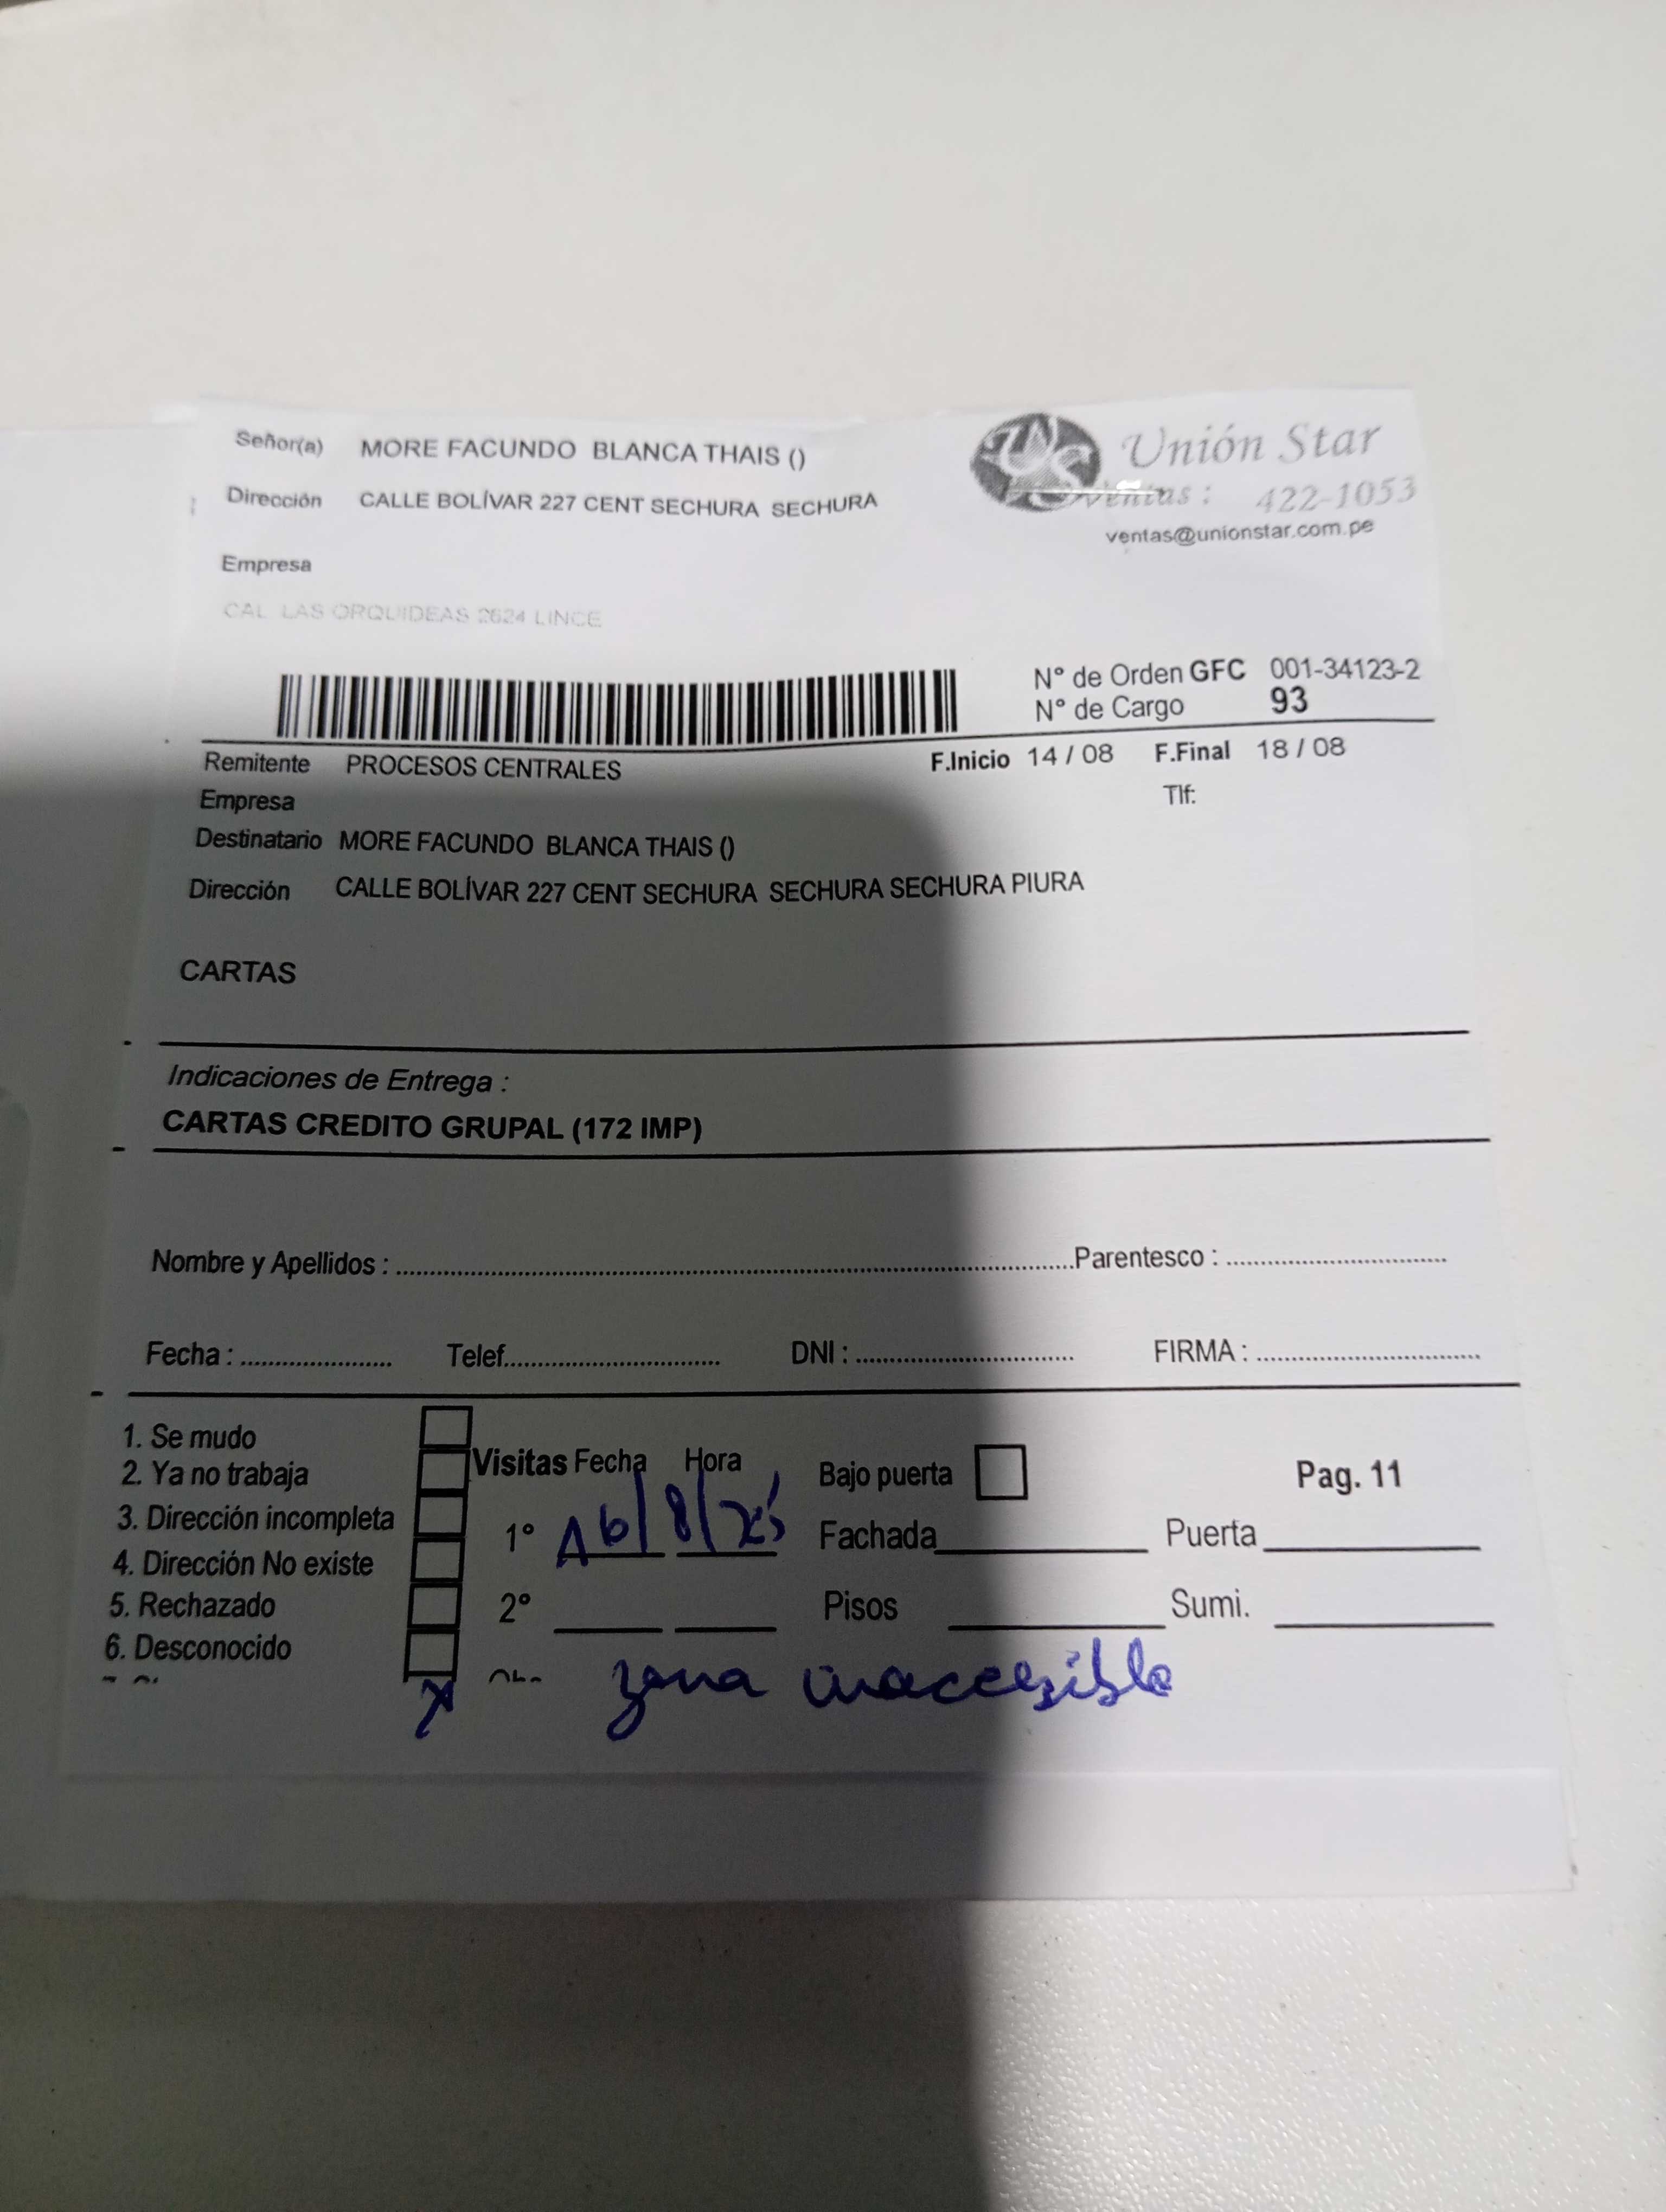 Señor(a) MORE FACUNDO BLANCA THAIS ()
Unión Star
Dirección CALLE BOLÍVAR 227 CENT SECHURA SECHURA
Ventas : 422-1053
ventas@unionstar.com.pe
Empresa
CAL LAS ORQUIDEAS 2624 LINCE
N° de Orden GFC 001-34123-2
N° de Cargo 93
Remitente PROCESOS CENTRALES F.Inicio 14 / 08 F.Final 18 / 08
Empresa Tlf:
Destinatario MORE FACUNDO BLANCA THAIS ()
Dirección CALLE BOLÍVAR 227 CENT SECHURA SECHURA SECHURA PIURA
CARTAS
Indicaciones de Entrega :
CARTAS CREDITO GRUPAL (172 IMP)
Nombre y Apellidos : Parentesco :
Fecha : Telef. DNI : FIRMA :
1. Se mudo
2. Ya no trabaja
3. Dirección incompleta
4. Dirección No existe
5. Rechazado
6. Desconocido
x
Visitas Fecha Hora
1° 16/8/25
2°
Bajo puerta Pag. 11
Fachada Puerta
Pisos Sumi.
zona inaccesible